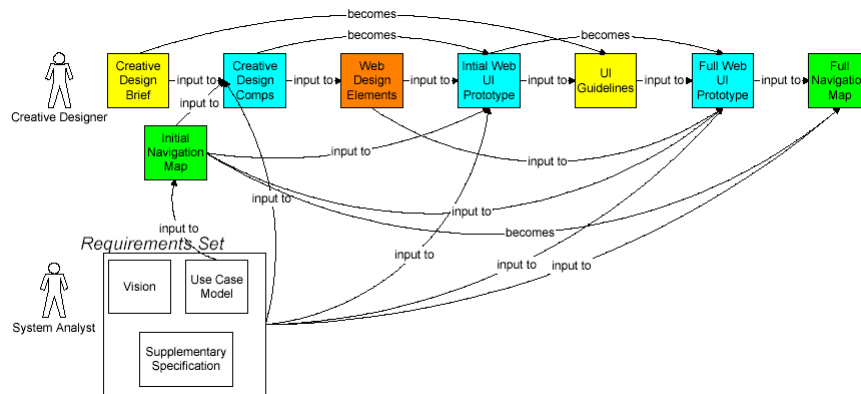 becomes
becomes
becomes
Creative
Design
Brief
input to
Creative
Design
Comps
input to
Web
Design
Elements
input to
Intial Web
UI
Prototype
input to
UI
Guidelines
input to
Full Web
UI
Prototype
input to
Full
Navigation
Map
Creative Designer
input to
Initial
Navigation
Map
input to
input to
input to
input to
input to
becomes
Requirements Set
input to
input to
input to
input to
Vision
Use Case
Model
System Analyst
Supplementary
Specification